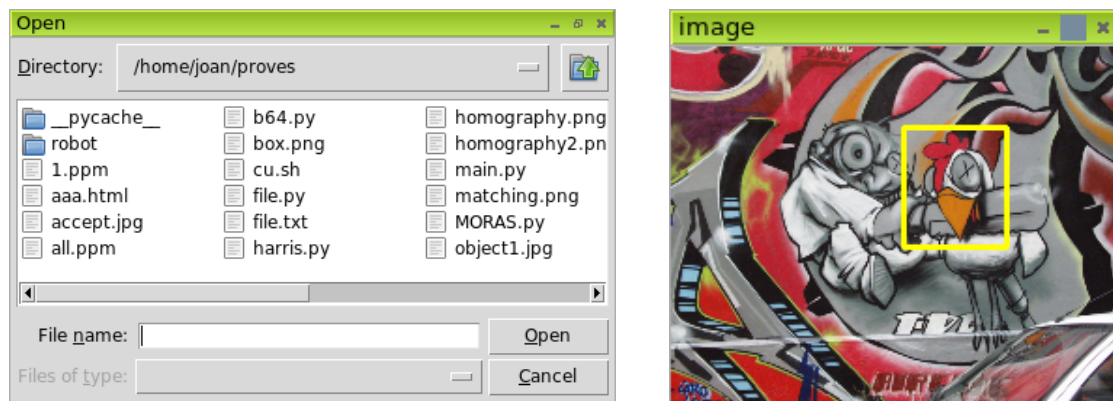 Open
Directory: /home/joan/proves
__pycache__ b64.py homography.png
robot box.png homography2.pn
1.ppm cu.sh main.py
aaa.html file.py matching.png
accept.jpg file.txt MORAS.py
all.ppm harris.py object1.jpg
File name: Open
Files of type: Cancel
image